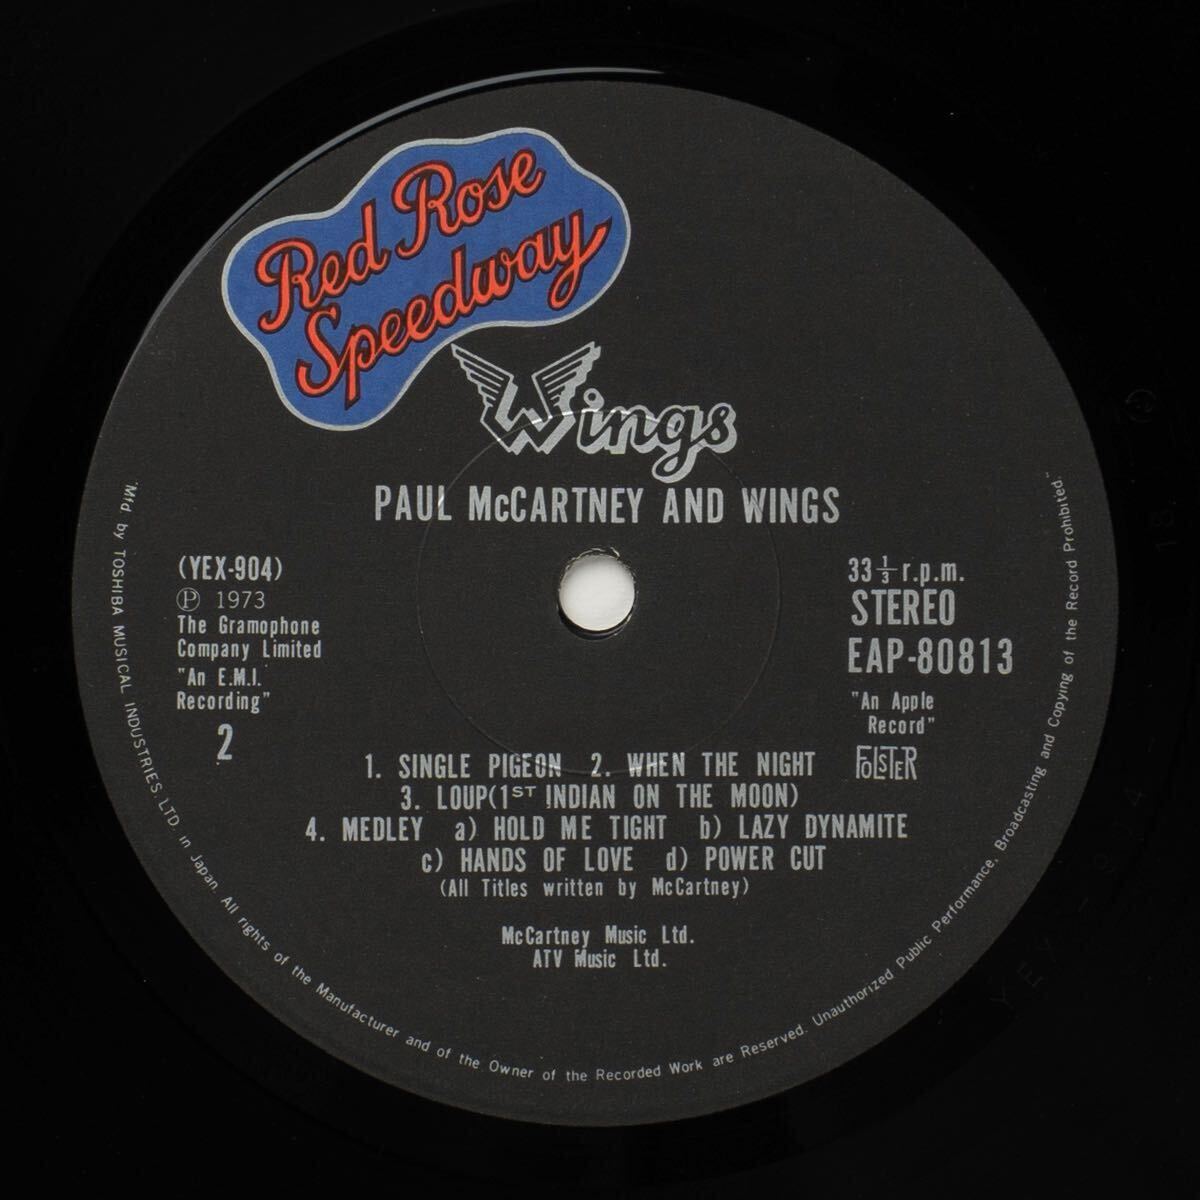 Red Rose
Speedway
Wings
PAUL McCARTNEY AND WINGS
(YEX-904)
Ⓟ 1973
The Gramophone
Company Limited
"An E.M.I.
Recording"
2
33 1/3 r.p.m.
STEREO
EAP-80813
"An Apple
Record"
FOLSTER
1. SINGLE PIGEON 2. WHEN THE NIGHT
3. LOUP(1ST INDIAN ON THE MOON)
4. MEDLEY a) HOLD ME TIGHT b) LAZY DYNAMITE
c) HANDS OF LOVE d) POWER CUT
(All Titles written by McCartney)
McCartney Music Ltd.
ATV Music Ltd.
"Mfd. by TOSHIBA MUSICAL INDUSTRIES. LTD. in Japan. All rights of the Manufacturer and of the Owner of the Recorded Work are Reserved. Unauthorized Public Performance, Broadcasting and Copying of the Record Prohibited."